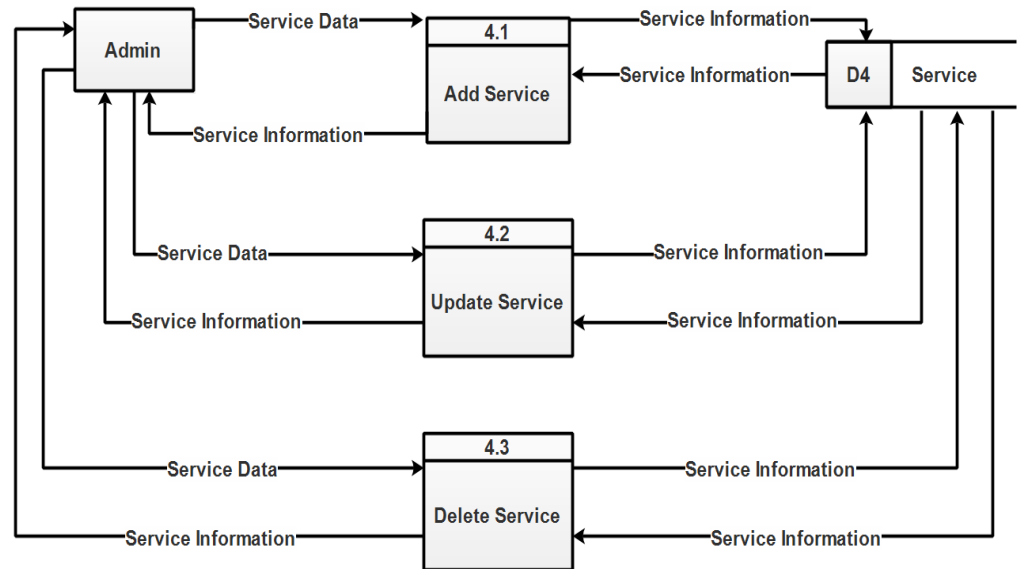 Service Data
Service Information
Admin
4.1
Add Service
Service Information
D4
Service
Service Information
4.2
Service Data
Service Information
Update Service
Service Information
Service Information
4.3
Service Data
Service Information
Delete Service
Service Information
Service Information